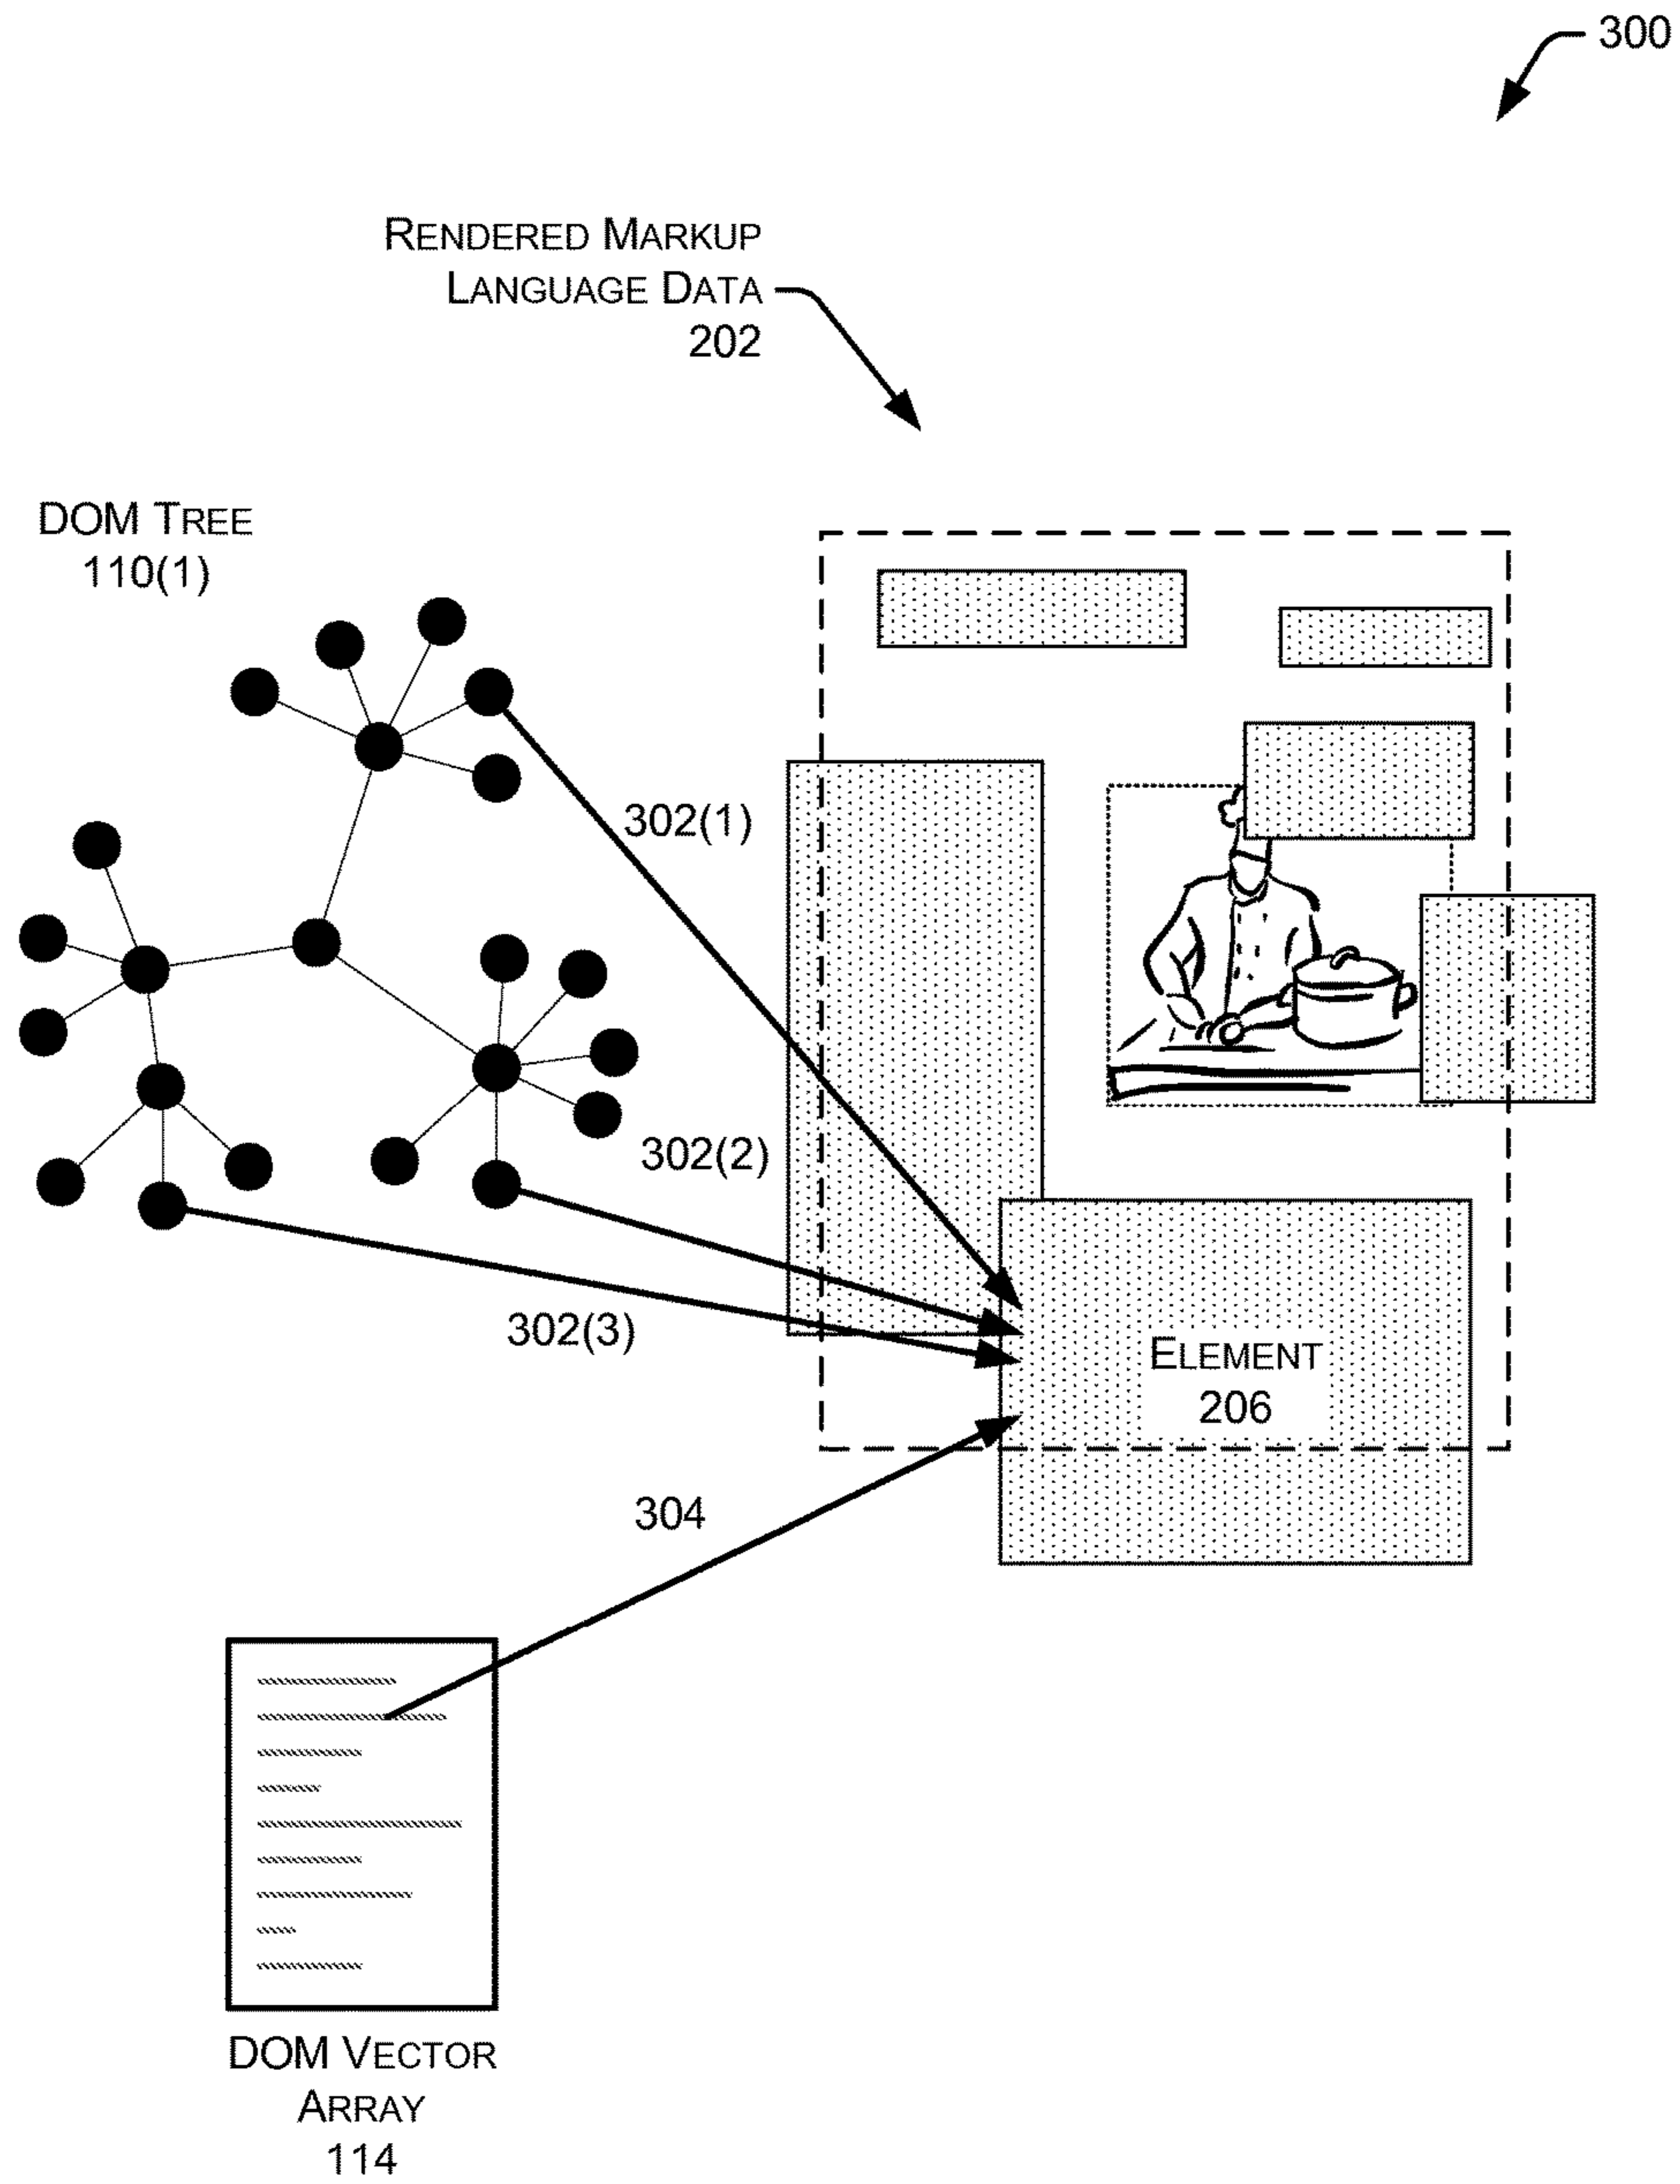 300
RENDERED MARKUP
LANGUAGE DATA
202
DOM TREE
110(1)
302(1)
302(2)
302(3)
ELEMENT
206
304
DOM VECTOR
ARRAY
114